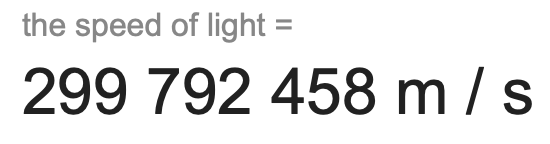 the speed of light =
299 792 458 m / s